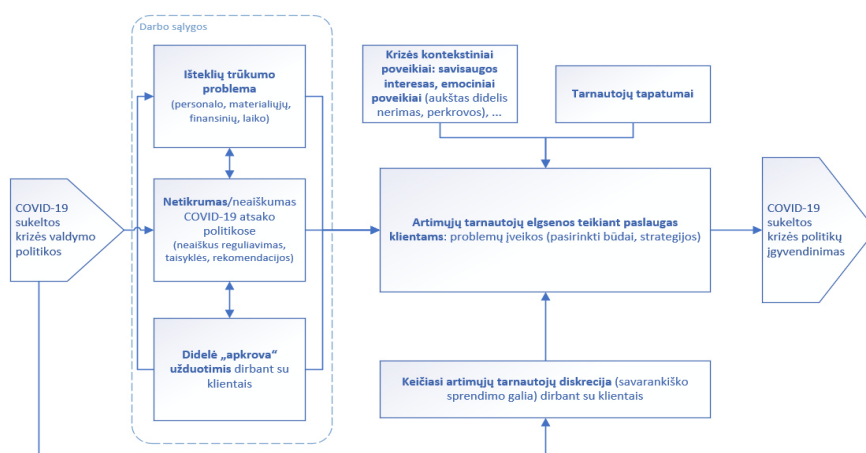 Darbo sąlygos
Išteklių trūkumo
problema
(personalo, materialiųjų,
finansinių, laiko)
Krizės kontekstiniai
poveikiai: savisaugos
interesas, emociniai
poveikiai (aukštas didelis
nerimas, perkrovos), ...
Tarnautojų tapatumai
COVID-19
sukeltos
krizės valdymo
politikos
Netikrumas/neaiškumas
COVID-19 atsako
politikose
(neaiškus reguliavimas,
taisyklės, rekomendacijos)
Artimųjų tarnautojų elgsenos teikiant paslaugas
klientams: problemų įveikos (pasirinkti būdai, strategijos)
COVID-19
sukeltos
krizės politikų
įgyvendinimas
Didelė „apkrova“
užduotimis dirbant su
klientais
Keičiasi artimųjų tarnautojų diskrecija (savarankiško
sprendimo galia) dirbant su klientais